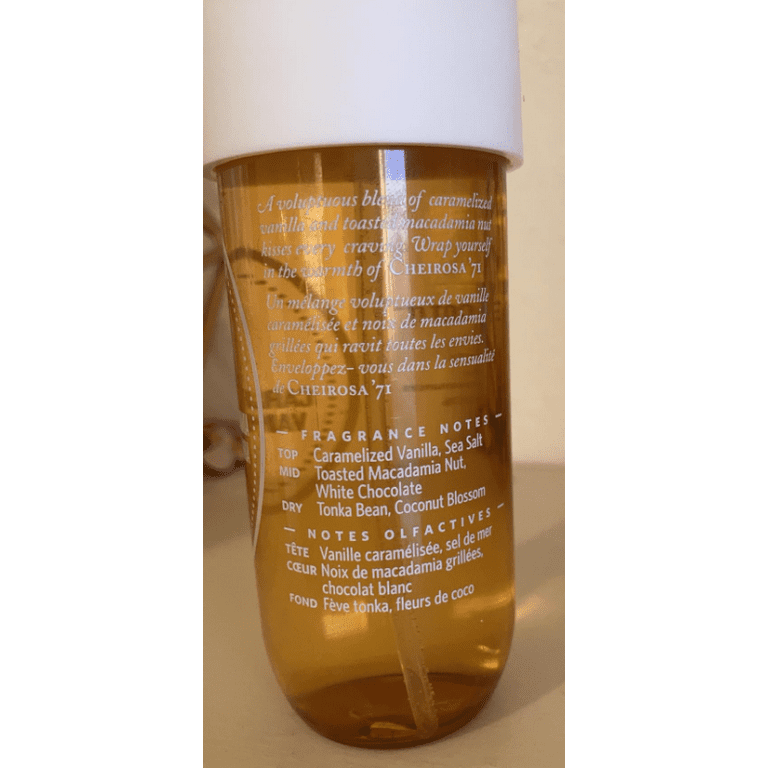 A voluptuous blend of caramelized
vanilla and toasted macadamia nut
kisses every craving. Wrap yourself
in the warmth of CHEIROSA '71
Un mélange voluptueux de vanille
caramélisée et noix de macadamia
grillées qui ravit toutes les envies.
Enveloppez- vous dans la sensualité
de CHEIROSA '71
— FRAGRANCE NOTES —
TOP Caramelized Vanilla, Sea Salt
MID Toasted Macadamia Nut,
White Chocolate
DRY Tonka Bean, Coconut Blossom
— NOTES OLFACTIVES —
TÊTE Vanille caramélisée, sel de mer
CŒUR Noix de macadamia grillées,
chocolat blanc
FOND Fève tonka, fleurs de coco